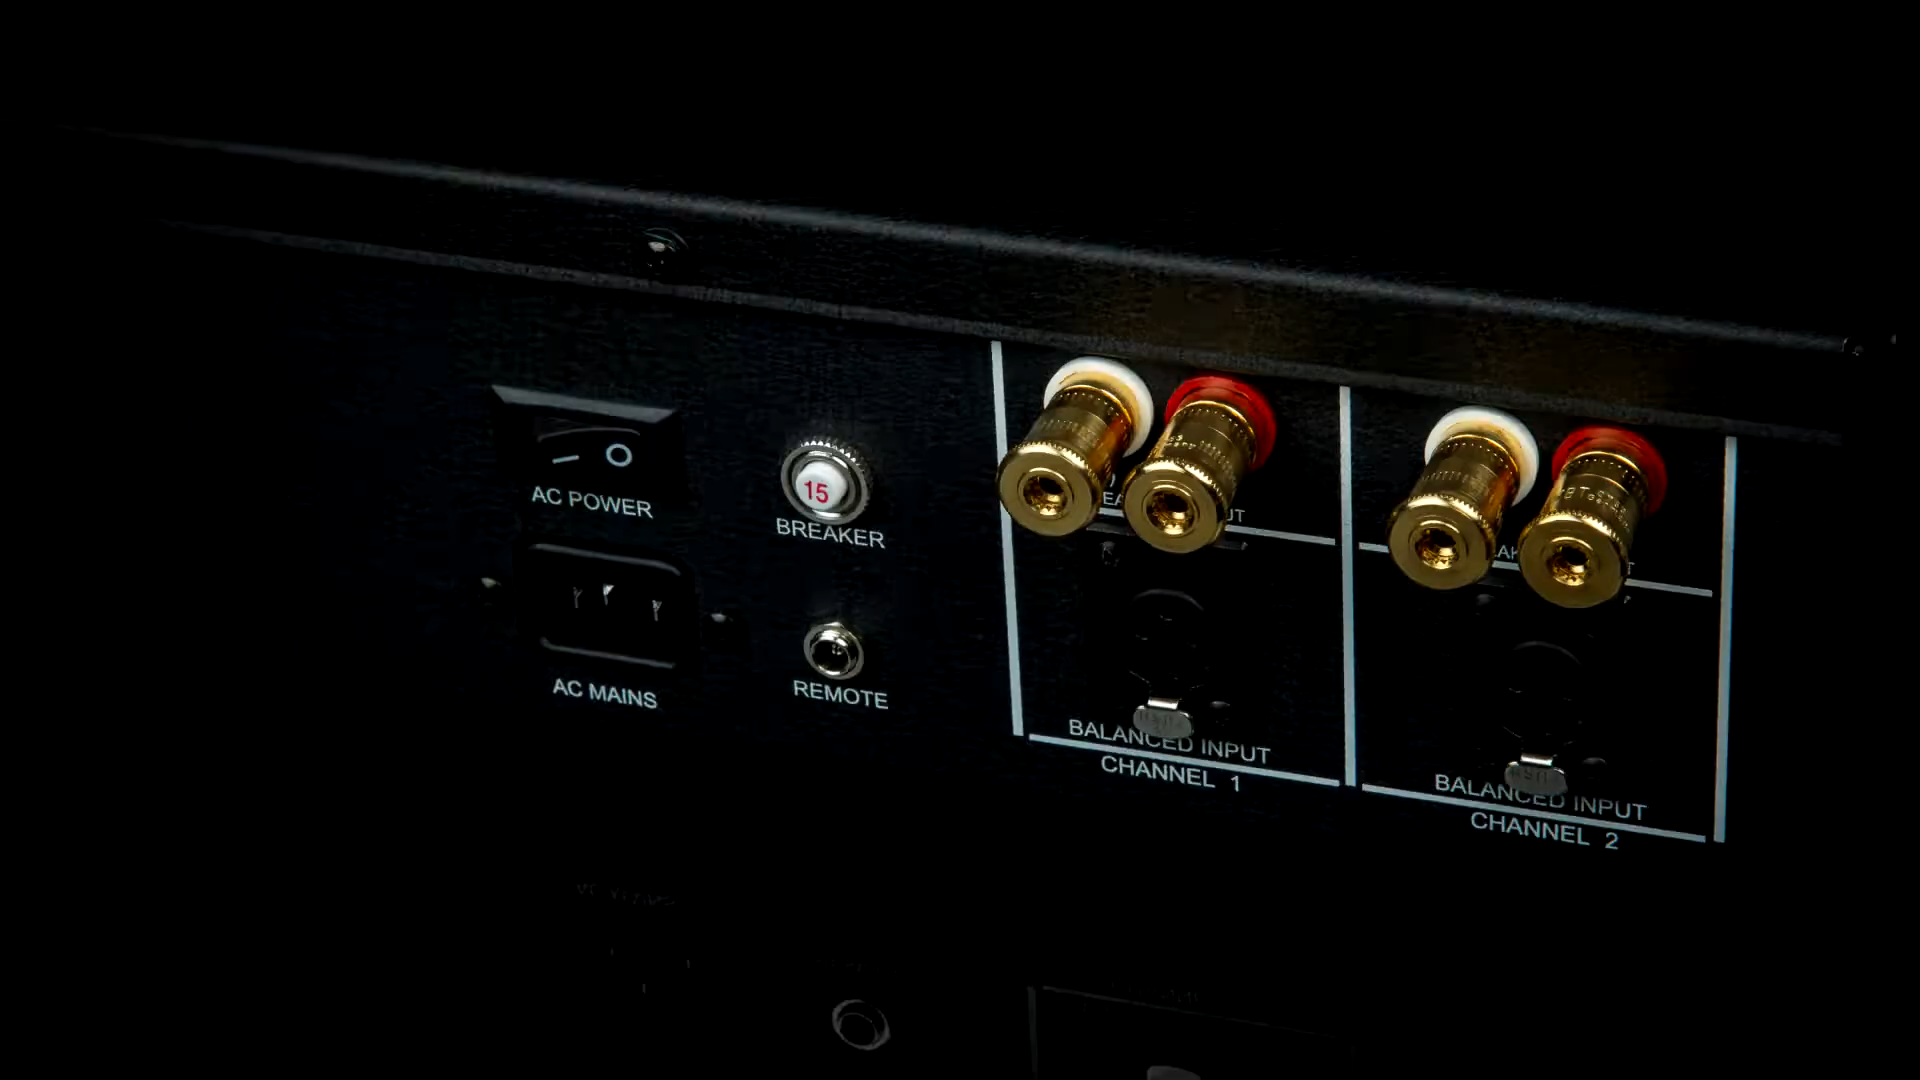 AC POWER
15
BREAKER
AC MAINS
REMOTE
BALANCED INPUT
CHANNEL 1
BALANCED INPUT
CHANNEL 2